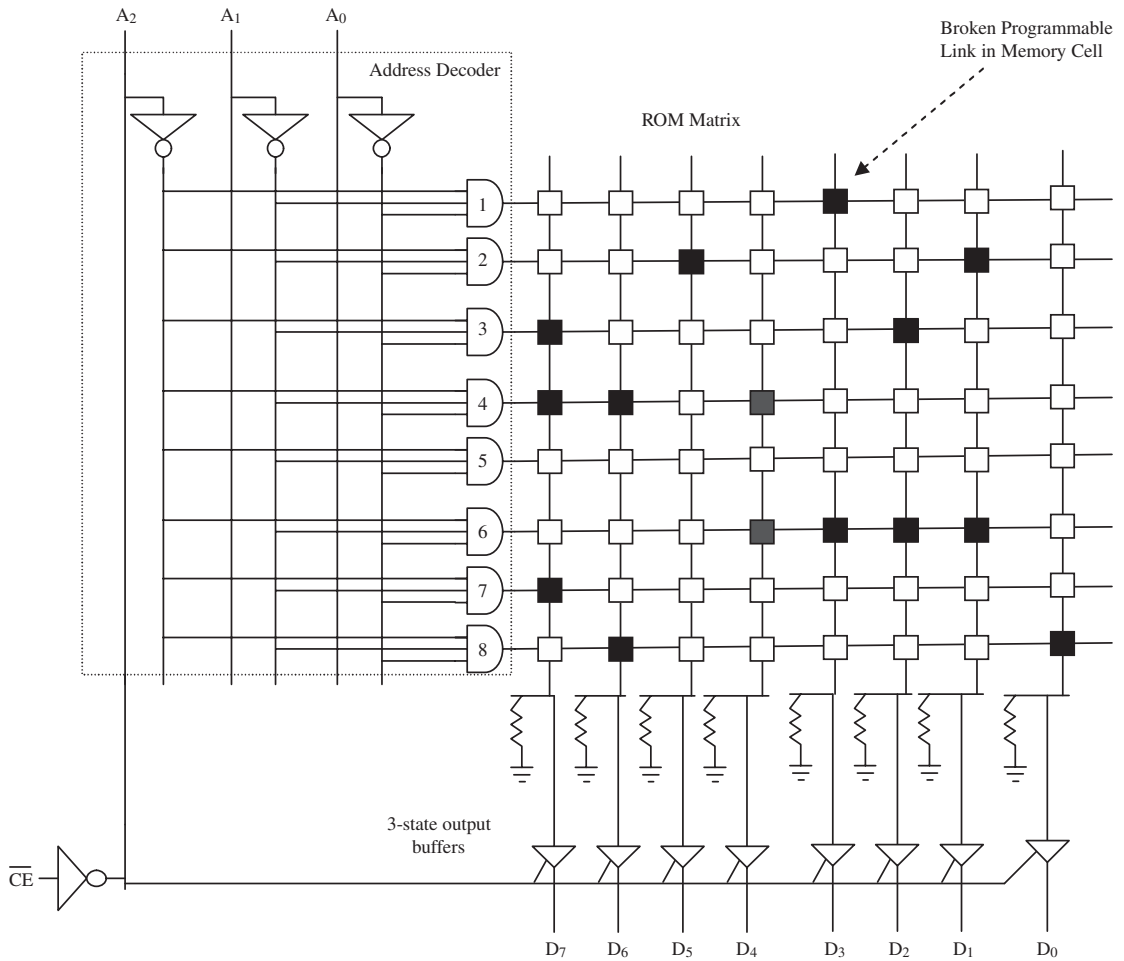 A2 A1 A0
Broken Programmable
Link in Memory Cell
Address Decoder
ROM Matrix
1
2
3
4
5
6
7
8
3-state output
buffers
CE
D7 D6 D5 D4 D3 D2 D1 D0